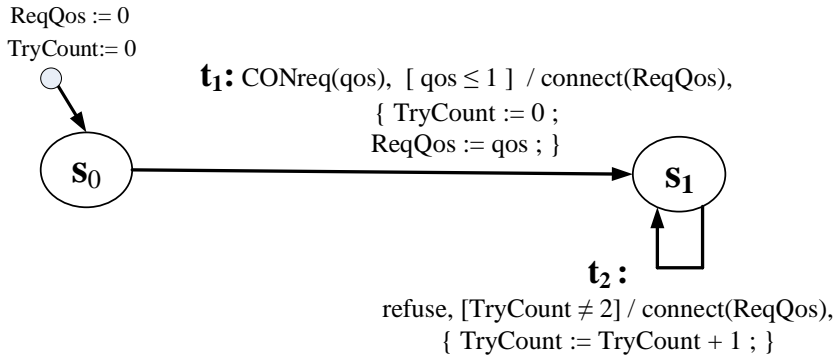 ReqQos := 0
TryCount:= 0
t₁: CONreq(qos), [ qos ≤ 1 ] / connect(ReqQos),
{ TryCount := 0 ;
ReqQos := qos ; }
s₀
s₁
t₂ :
refuse, [TryCount ≠ 2] / connect(ReqQos),
{ TryCount := TryCount + 1 ; }